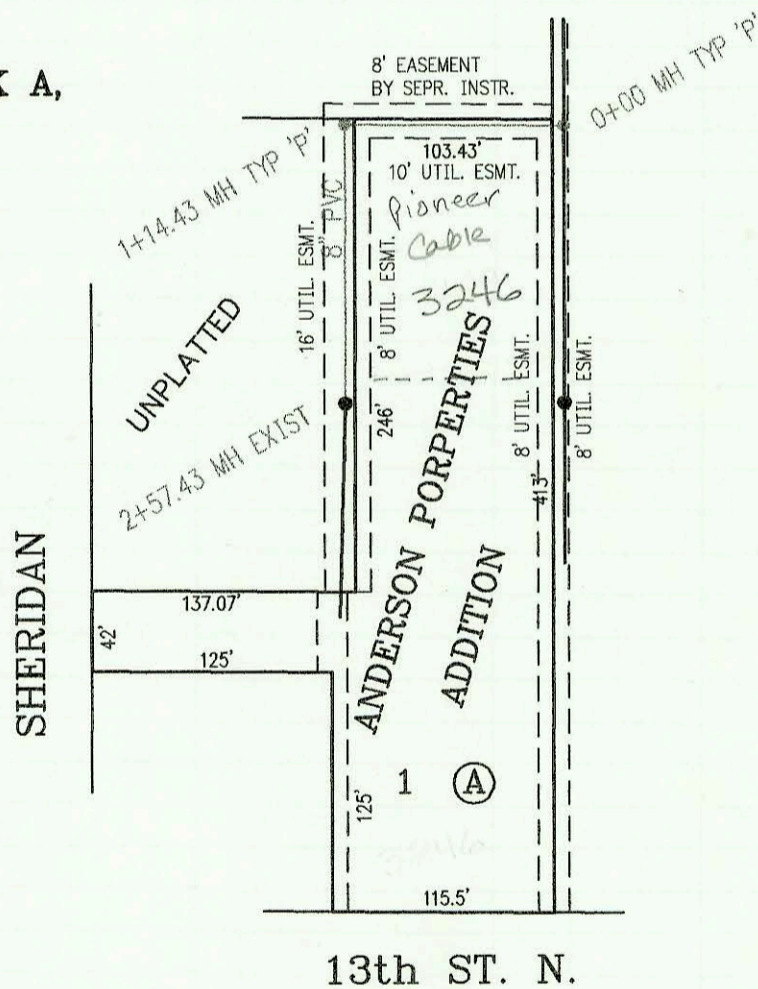 K A,
8' EASEMENT
BY SEPR. INSTR.
0+00 MH TYP 'P'
1+14.43 MH TYP 'P'
103.43'
10' UTIL. ESMT.
Pioneer
Cable
3246
8" PVC
16' UTIL. ESMT.
8' UTIL. ESMT.
UNPLATTED
246'
8' UTIL. ESMT.
8' UTIL. ESMT.
2+57.43 MH EXIST
413'
ANDERSON PORPERTIES
ADDITION
SHERIDAN
137.07'
42'
125'
125'
1 A
3246
115.5'
13th ST. N.